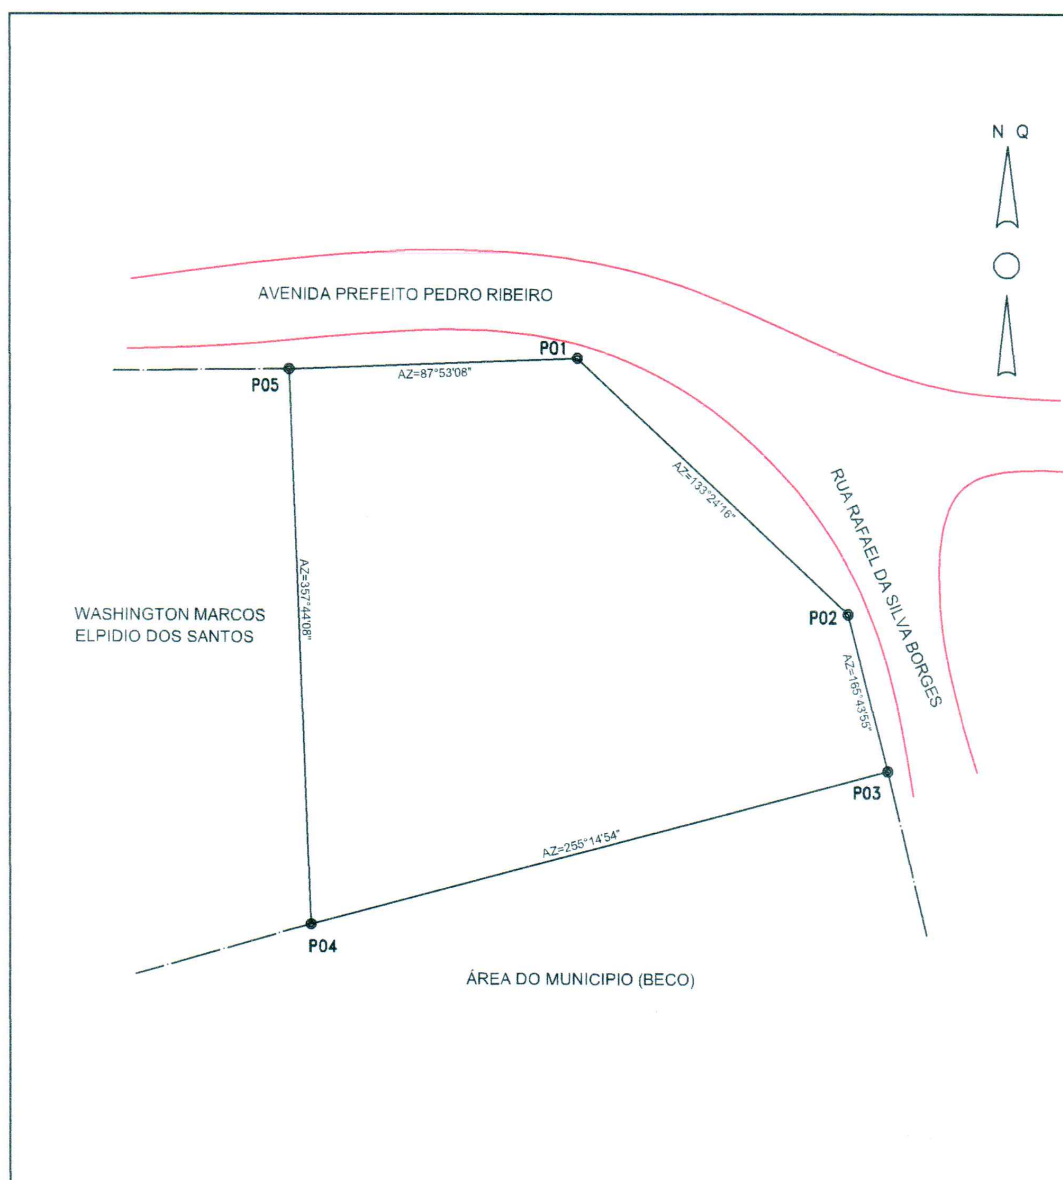 N Q
AVENIDA PREFEITO PEDRO RIBEIRO
P01
P05
AZ=87°53'08"
AZ=133°24'16"
RUA RAFAEL DA SILVA BORGES
AZ=357°44'08"
WASHINGTON MARCOS
ELPIDIO DOS SANTOS
P02
AZ=165°43'55"
P03
AZ=255°14'54"
P04
ÁREA DO MUNICIPIO (BECO)